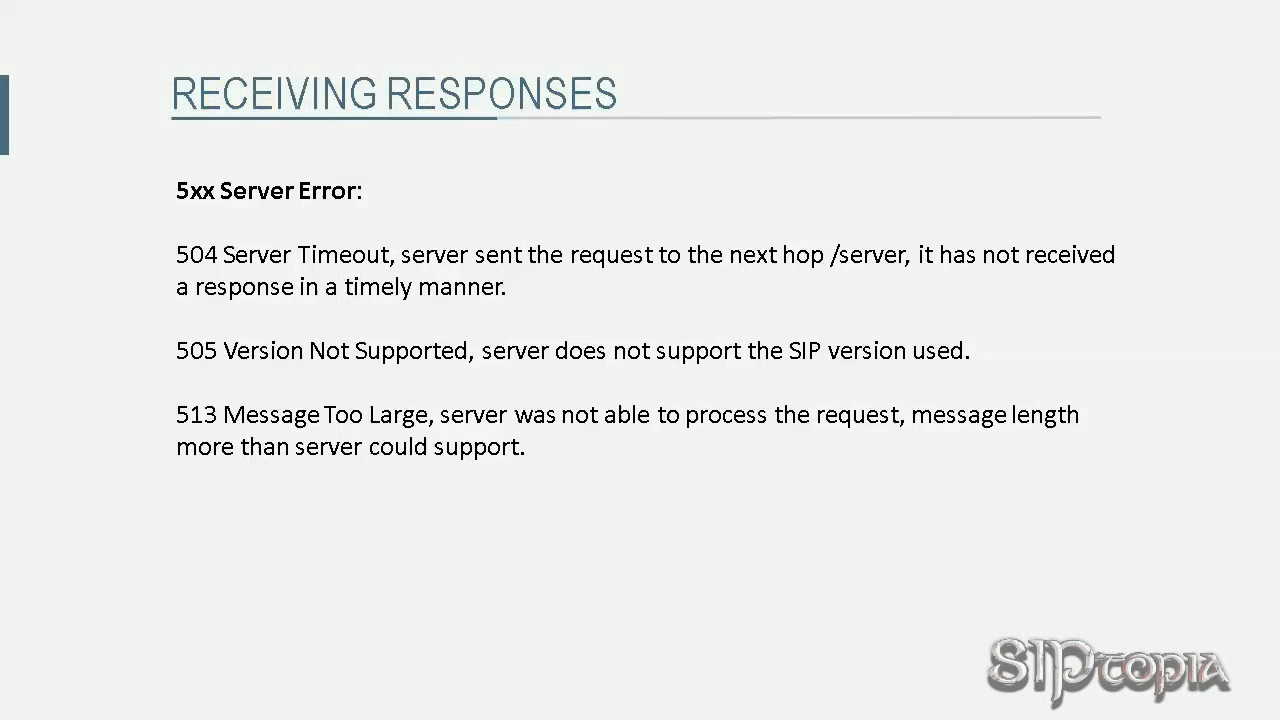 RECEIVING RESPONSES
5xx Server Error:
504 Server Timeout, server sent the request to the next hop /server, it has not received
a response in a timely manner.
505 Version Not Supported, server does not support the SIP version used.
513 Message Too Large, server was not able to process the request, message length
more than server could support.
SIPtopia